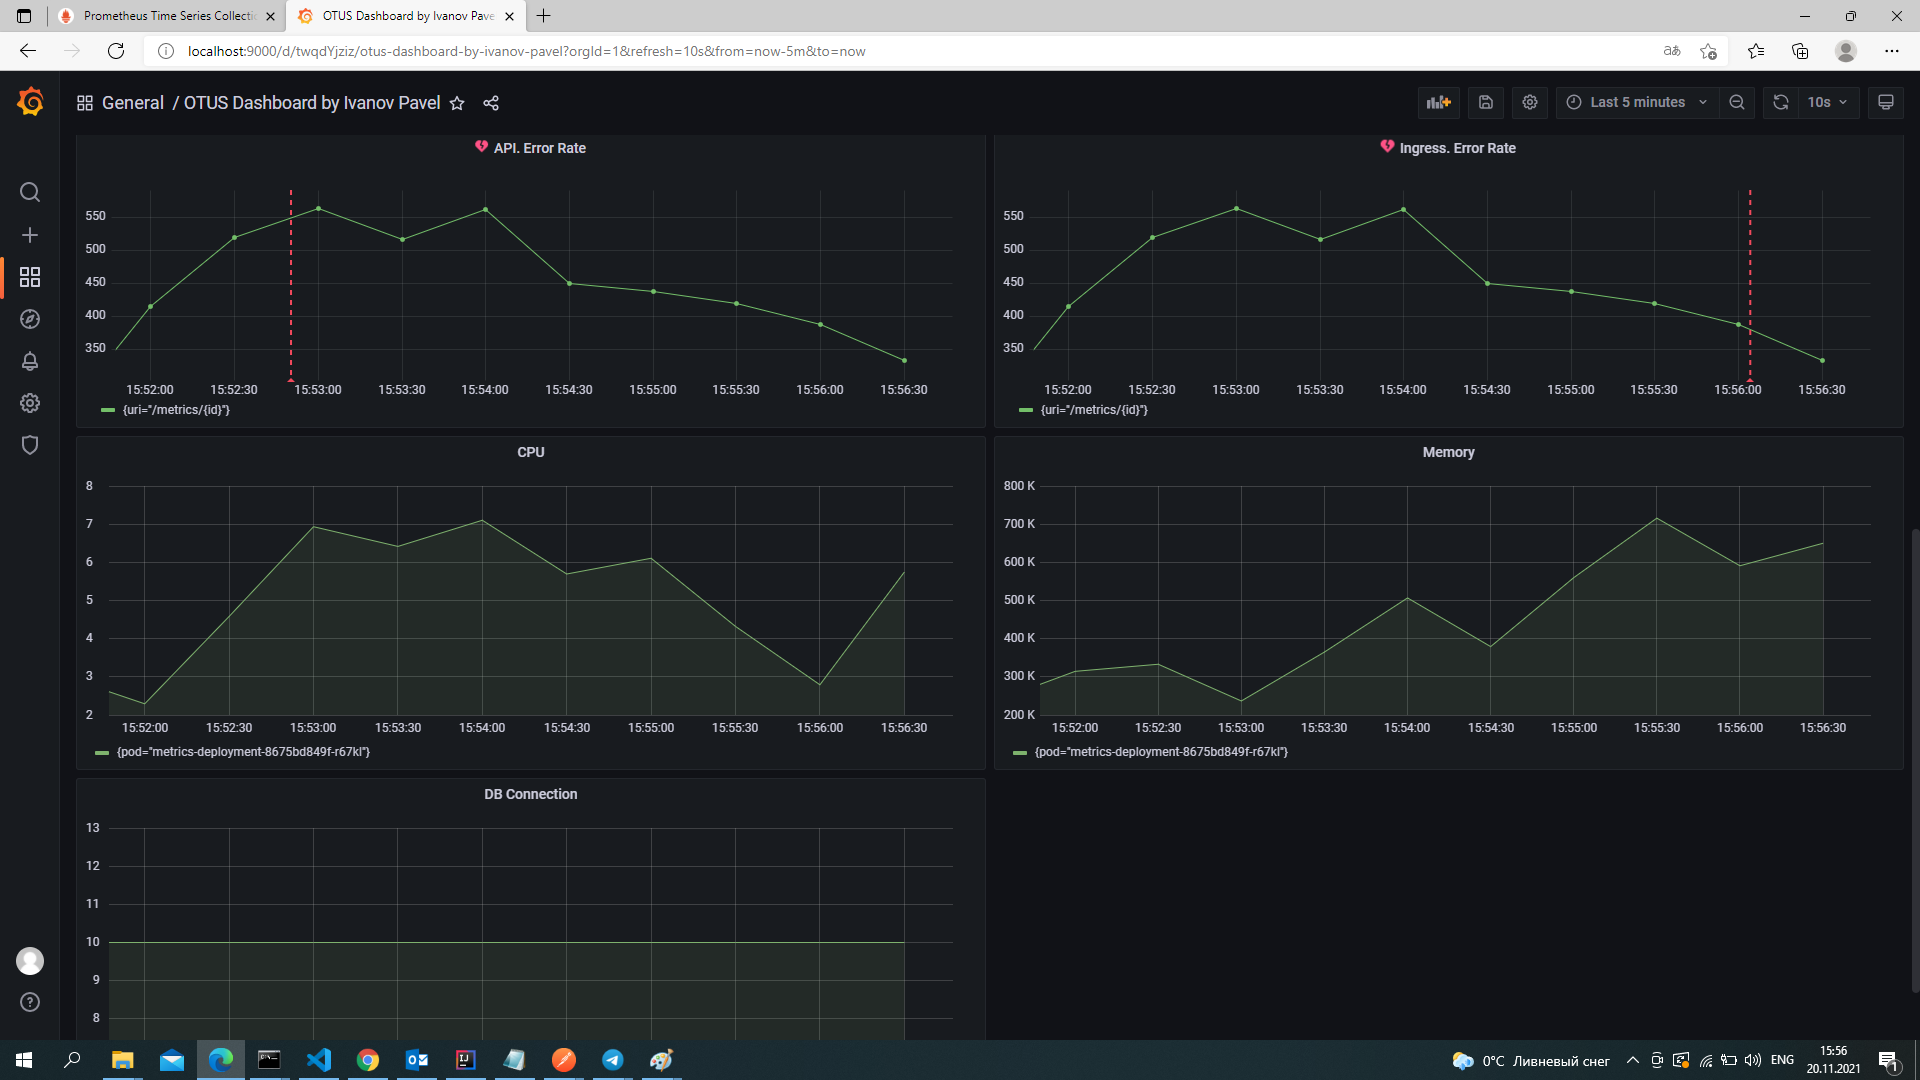 Prometheus Time Series Collectic
OTUS Dashboard by Ivanov Pave
localhost:9000/d/twqdYjziz/otus-dashboard-by-ivanov-pavel?orgId=1&refresh=10s&from=now-5m&to=now
aあ
General / OTUS Dashboard by Ivanov Pavel
Last 5 minutes
10s
API. Error Rate
550
500
450
400
350
15:52:00 15:52:30 15:53:00 15:53:30 15:54:00 15:54:30 15:55:00 15:55:30 15:56:00 15:56:30
{uri="/metrics/{id}"}
Ingress. Error Rate
550
500
450
400
350
15:52:00 15:52:30 15:53:00 15:53:30 15:54:00 15:54:30 15:55:00 15:55:30 15:56:00 15:56:30
{uri="/metrics/{id}"}
CPU
8
7
6
5
4
3
2
15:52:00 15:52:30 15:53:00 15:53:30 15:54:00 15:54:30 15:55:00 15:55:30 15:56:00 15:56:30
{pod="metrics-deployment-8675bd849f-r67kl"}
Memory
800 K
700 K
600 K
500 K
400 K
300 K
200 K
15:52:00 15:52:30 15:53:00 15:53:30 15:54:00 15:54:30 15:55:00 15:55:30 15:56:00 15:56:30
{pod="metrics-deployment-8675bd849f-r67kl"}
DB Connection
13
12
11
10
9
8
0°C Ливневый снег
ENG
15:56
20.11.2021
1